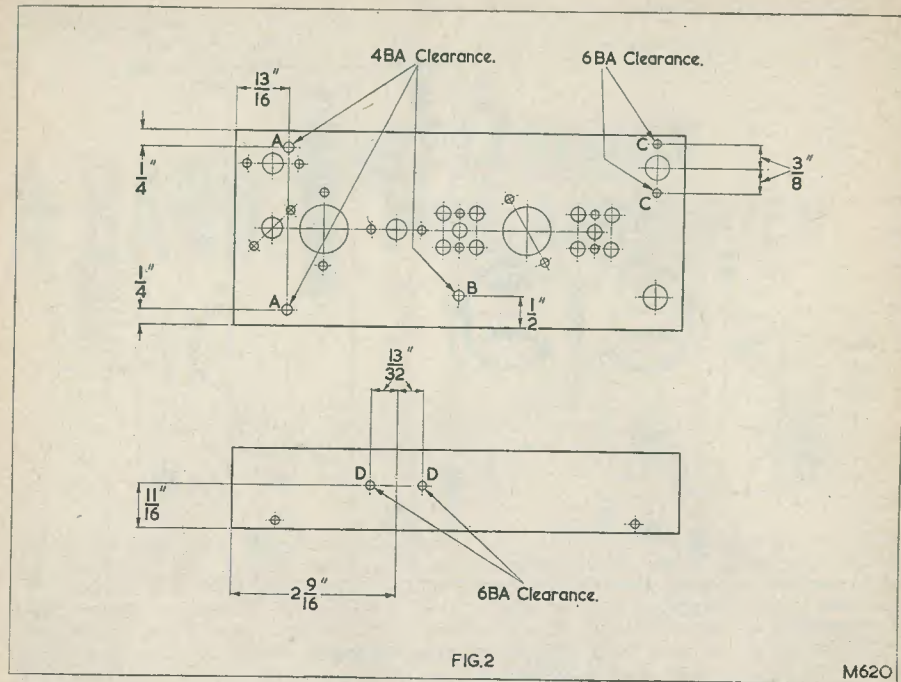 4BA Clearance.
6BA Clearance.
13"
16
A
C
1"
4
3"
8
C
1"
4
A
B
1"
2
13"
32
D D
11"
16
2 9"
16
6BA Clearance.
FIG.2
M620